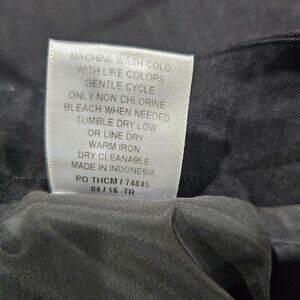 MACHINE WASH COLD
WITH LIKE COLORS
GENTLE CYCLE
ONLY NON CHLORINE
BLEACH WHEN NEEDED
TUMBLE DRY LOW
OR LINE DRY
WARM IRON
DRY CLEANABLE
MADE IN INDONESIA
PO THCM / 74845
04 / 16 TR